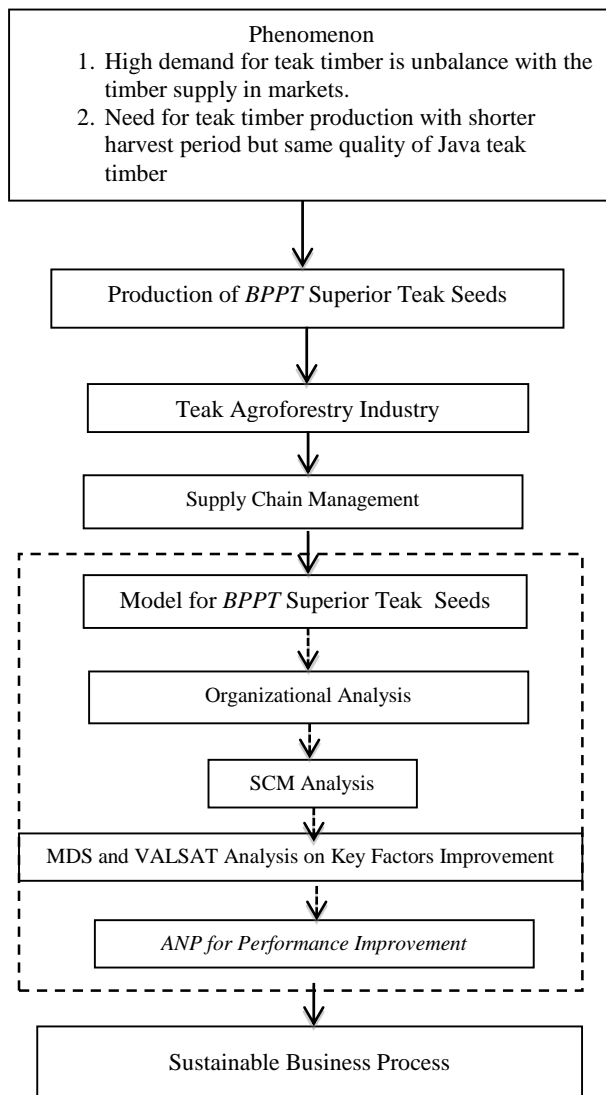 Phenomenon
1. High demand for teak timber is unbalance with the
timber supply in markets.
2. Need for teak timber production with shorter
harvest period but same quality of Java teak
timber
Production of BPPT Superior Teak Seeds
Teak Agroforestry Industry
Supply Chain Management
Model for BPPT Superior Teak Seeds
Organizational Analysis
SCM Analysis
MDS and VALSAT Analysis on Key Factors Improvement
ANP for Performance Improvement
Sustainable Business Process